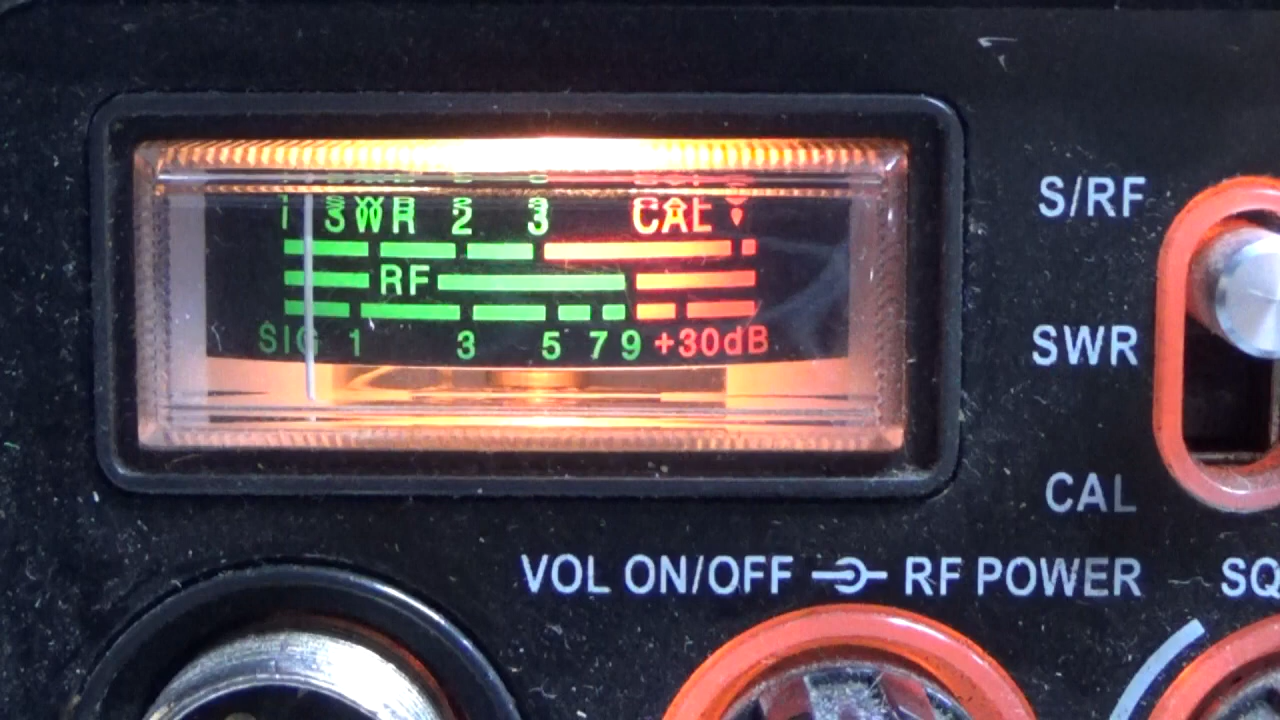 1 SWR 2 3 CAL
RF
SIG 1 3 5 7 9 +30dB
S/RF
SWR
CAL
VOL ON/OFF RF POWER SQ